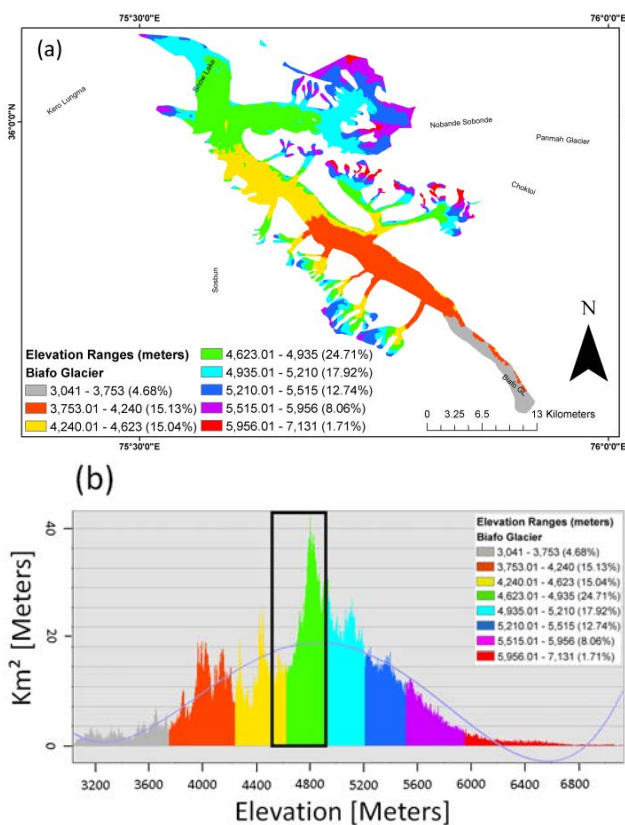 (a)
75°30'0"E
76°0'0"E
36°0'0"N
Kero Lungma
Snow Lake
Nobande Sobonde
Panmah Glacier
Choktoi
Sosbun
Biafo GL
N
Elevation Ranges (meters)
Biafo Glacier
3,041 - 3,753 (4.68%)
3,753.01 - 4,240 (15.13%)
4,240.01 - 4,623 (15.04%)
4,623.01 - 4,935 (24.71%)
4,935.01 - 5,210 (17.92%)
5,210.01 - 5,515 (12.74%)
5,515.01 - 5,956 (8.06%)
5,956.01 - 7,131 (1.71%)
0 3.25 6.5 13 Kilometers
75°30'0"E
76°0'0"E
(b)
Km² [Meters]
40
20
0
Elevation Ranges (meters)
Biafo Glacier
3,041 - 3,753 (4.68%)
3,753.01 - 4,240 (15.13%)
4,240.01 - 4,623 (15.04%)
4,623.01 - 4,935 (24.71%)
4,935.01 - 5,210 (17.92%)
5,210.01 - 5,515 (12.74%)
5,515.01 - 5,956 (8.06%)
5,956.01 - 7,131 (1.71%)
3200 4000 4400 4800 5200 5600 6000 6800
Elevation [Meters]